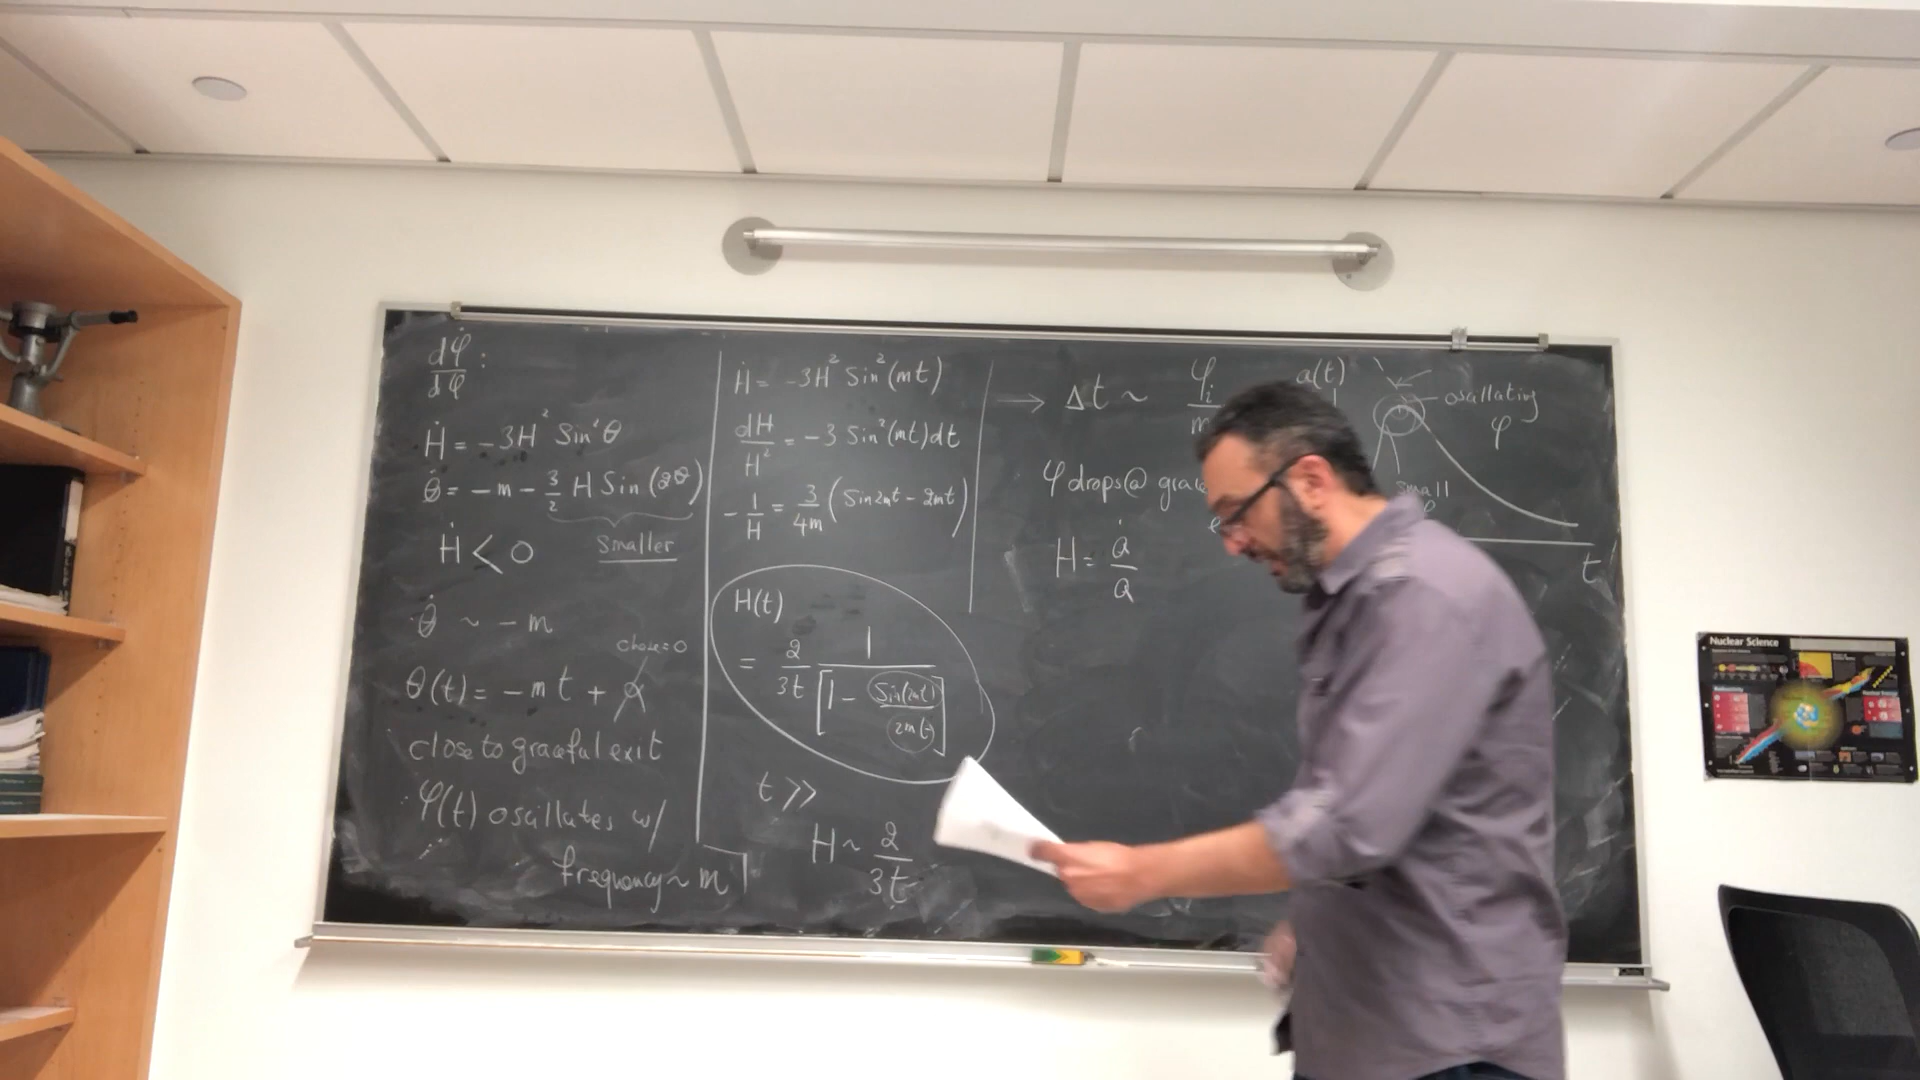 dφ̇/dφ :
Ḣ = -3H² Sin²θ
θ̇ = -m - 3/2 H Sin(2θ)
Smaller
Ḣ < 0
θ̇ ~ -m
chose=0
θ(t) = -mt + α
close to graceful exit
φ(t) oscillates w/
frequency ~ m
Ḣ = -3H² Sin²(mt)
dH/H² = -3 Sin²(mt)dt
-1/H = 3/4m (Sin2mt - 2mt)
H(t)
= 2/3t 1/[1 - Sin(2mt)/2mt]
t >>
H ~ 2/3t
→ Δt ~ φi/m
φ drops @
H = ȧ/a
a(t)
oscillating
φ
small
t
Nuclear Science